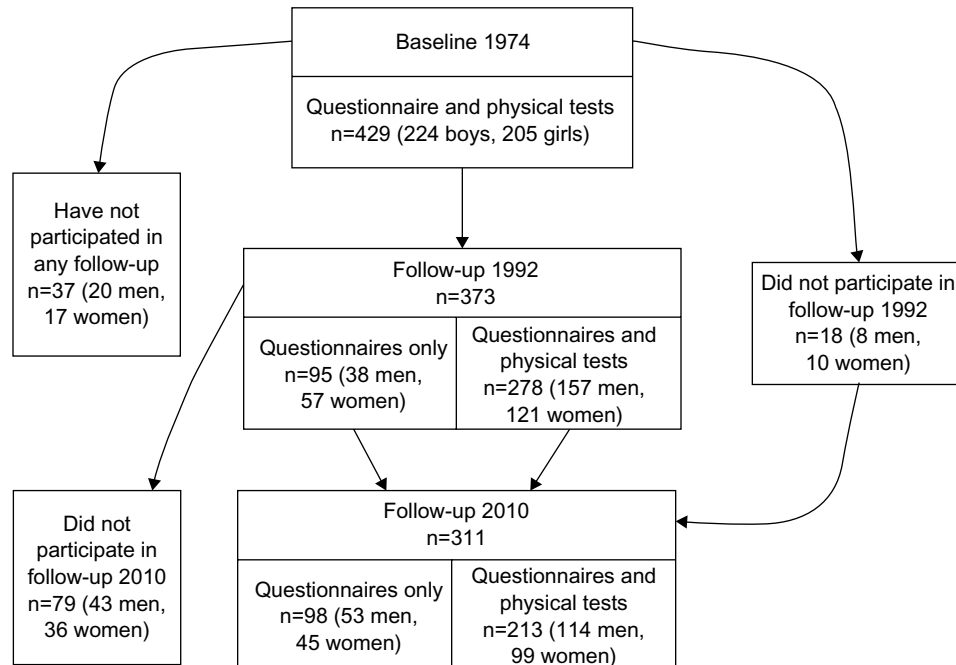 Baseline 1974
Questionnaire and physical tests
n=429 (224 boys, 205 girls)
Have not
participated in
any follow-up
n=37 (20 men,
17 women)
Follow-up 1992
n=373
Questionnaires only
n=95 (38 men,
57 women)
Questionnaires and
physical tests
n=278 (157 men,
121 women)
Did not participate in
follow-up 1992
n=18 (8 men,
10 women)
Did not
participate in
follow-up 2010
n=79 (43 men,
36 women)
Follow-up 2010
n=311
Questionnaires only
n=98 (53 men,
45 women)
Questionnaires and
physical tests
n=213 (114 men,
99 women)